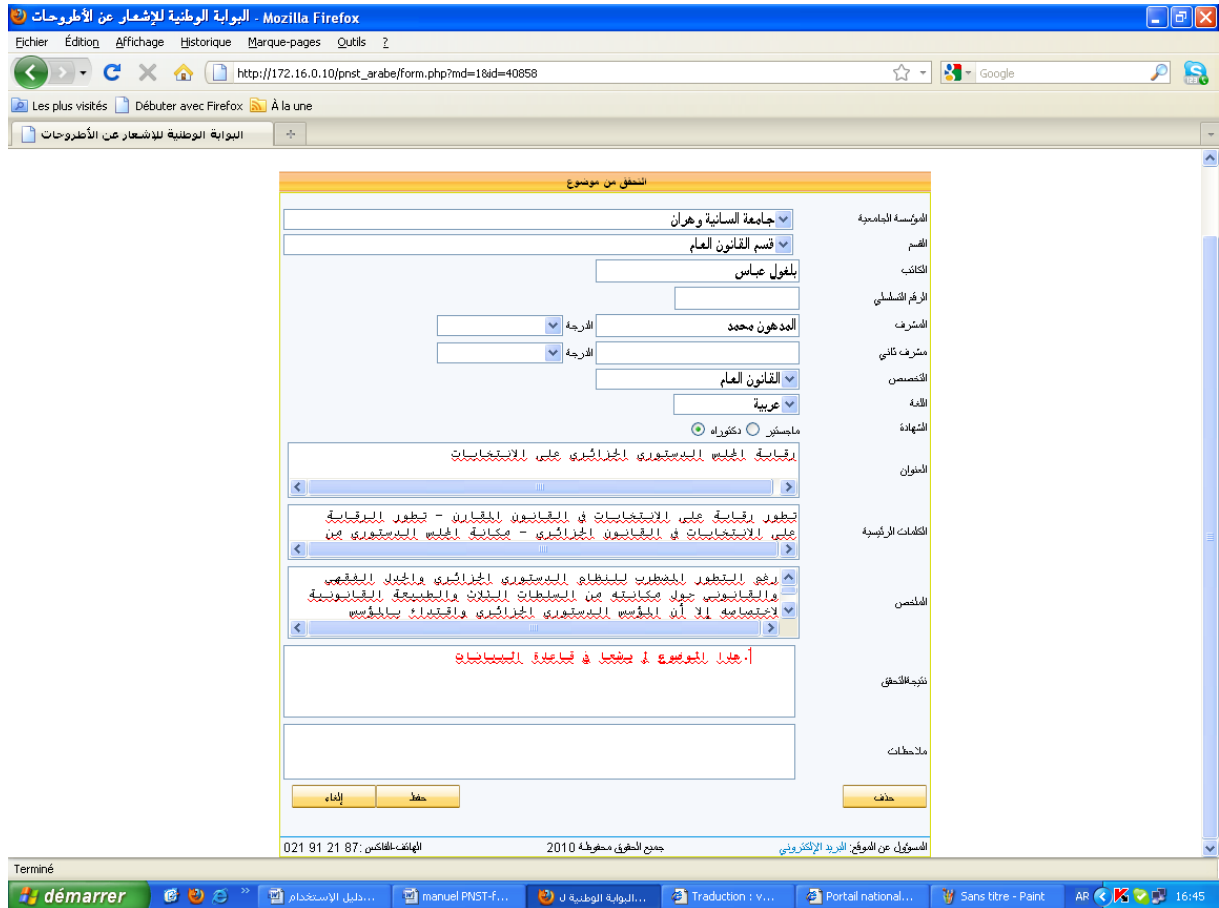 البوابة الوطنية للإشعار عن الأطروحات - Mozilla Firefox
Fichier Édition Affichage Historique Marque-pages Outils ?
http://172.16.0.10/pnst_arabe/form.php?md=1&id=40858
Google
Les plus visités Débuter avec Firefox À la une
البوابة الوطنية للإشعار عن الأطروحات
التحقق من موضوع
المؤسسة الجامعية جامعة السانية وهران
القسم قسم القانون العام
الكاتب بلغول عباس
الرقم التسلسلي
المشرف المدهون محمد الدرجة
مشرف ثاني الدرجة
التخصص القانون العام
اللغة عربية
الشهادة ماجستير دكتوراه
العنوان
رقابة المجلس الدستوري الجزائري على الانتخابات
الكلمات الرئيسية
تطور رقابة على الانتخابات في القانون المقارن - تطور الرقابة
على الانتخابات في القانون الجزائري - مكانة المجلس الدستوري من
الملخص
رغم التطور المضطرب للنظام الدستوري الجزائري والجدل الفقهي
والقانوني حول مكانته من السلطات الثلاث والطبيعة القانونية
لاختصاصه إلا أن المؤسس الدستوري الجزائري واقتداء بالمؤسس
نتيجةالتحقق
هذا الموضوع لم يشعا في قاعدة البيانات.
ملاحظات
حذف حفظ إلغاء
المسؤول عن الموقع: البريد الإلكتروني جميع الحقوق محفوظة 2010 الهاتف-الفاكس :87 21 91 021
Terminé
démarrer دليل الاستخدام... manuel PNST-f... البوابة الوطنية ل... Traduction : v... Portail national... Sans titre - Paint AR 16:45